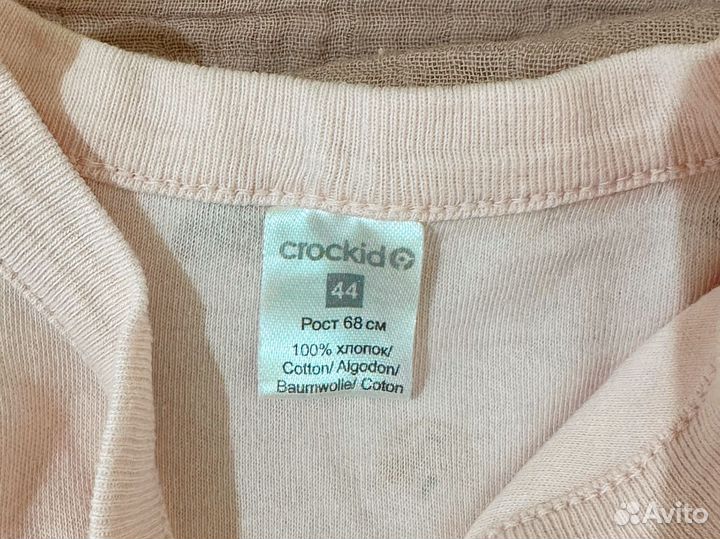 crockid
44
Рост 68 см
100% хлопок/
Cotton/ Algodon/
Baumwolle/ Coton
Avito